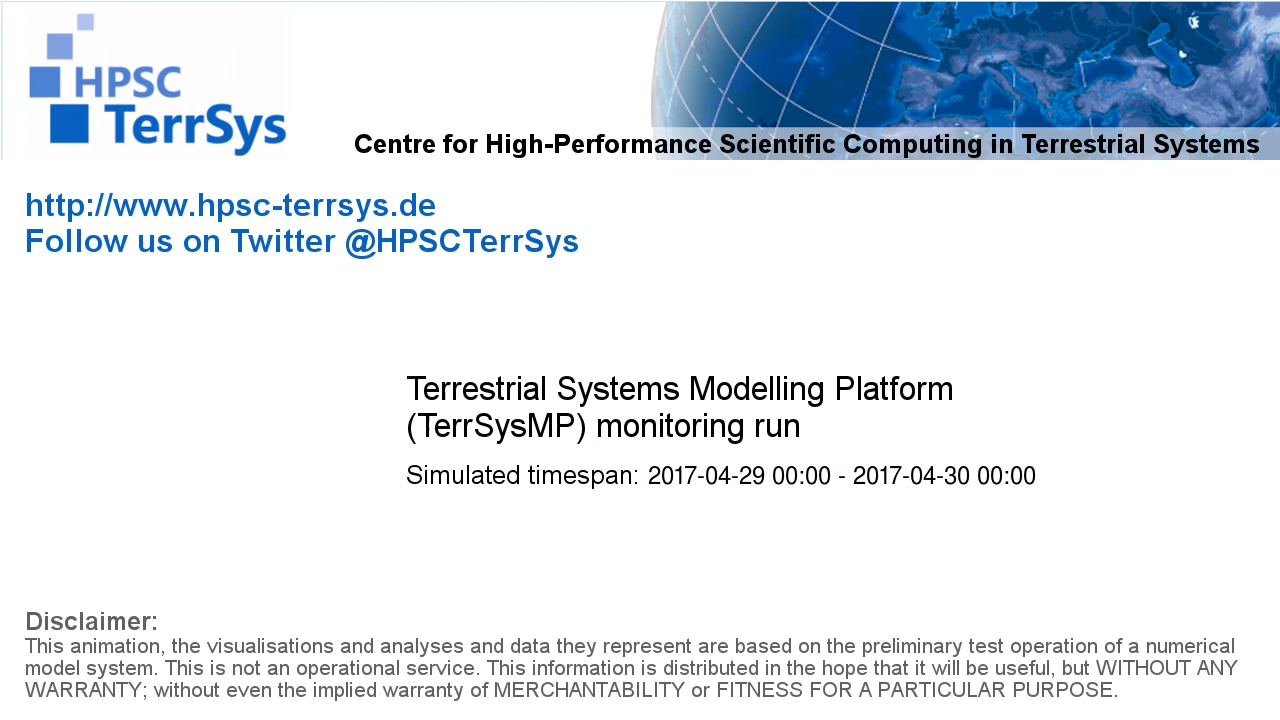 HPSC
TerrSys
Centre for High-Performance Scientific Computing in Terrestrial Systems
http://www.hpsc-terrsys.de
Follow us on Twitter @HPSCTerrSys
Terrestrial Systems Modelling Platform
(TerrSysMP) monitoring run
Simulated timespan: 2017-04-29 00:00 - 2017-04-30 00:00
Disclaimer:
This animation, the visualisations and analyses and data they represent are based on the preliminary test operation of a numerical
model system. This is not an operational service. This information is distributed in the hope that it will be useful, but WITHOUT ANY
WARRANTY; without even the implied warranty of MERCHANTABILITY or FITNESS FOR A PARTICULAR PURPOSE.